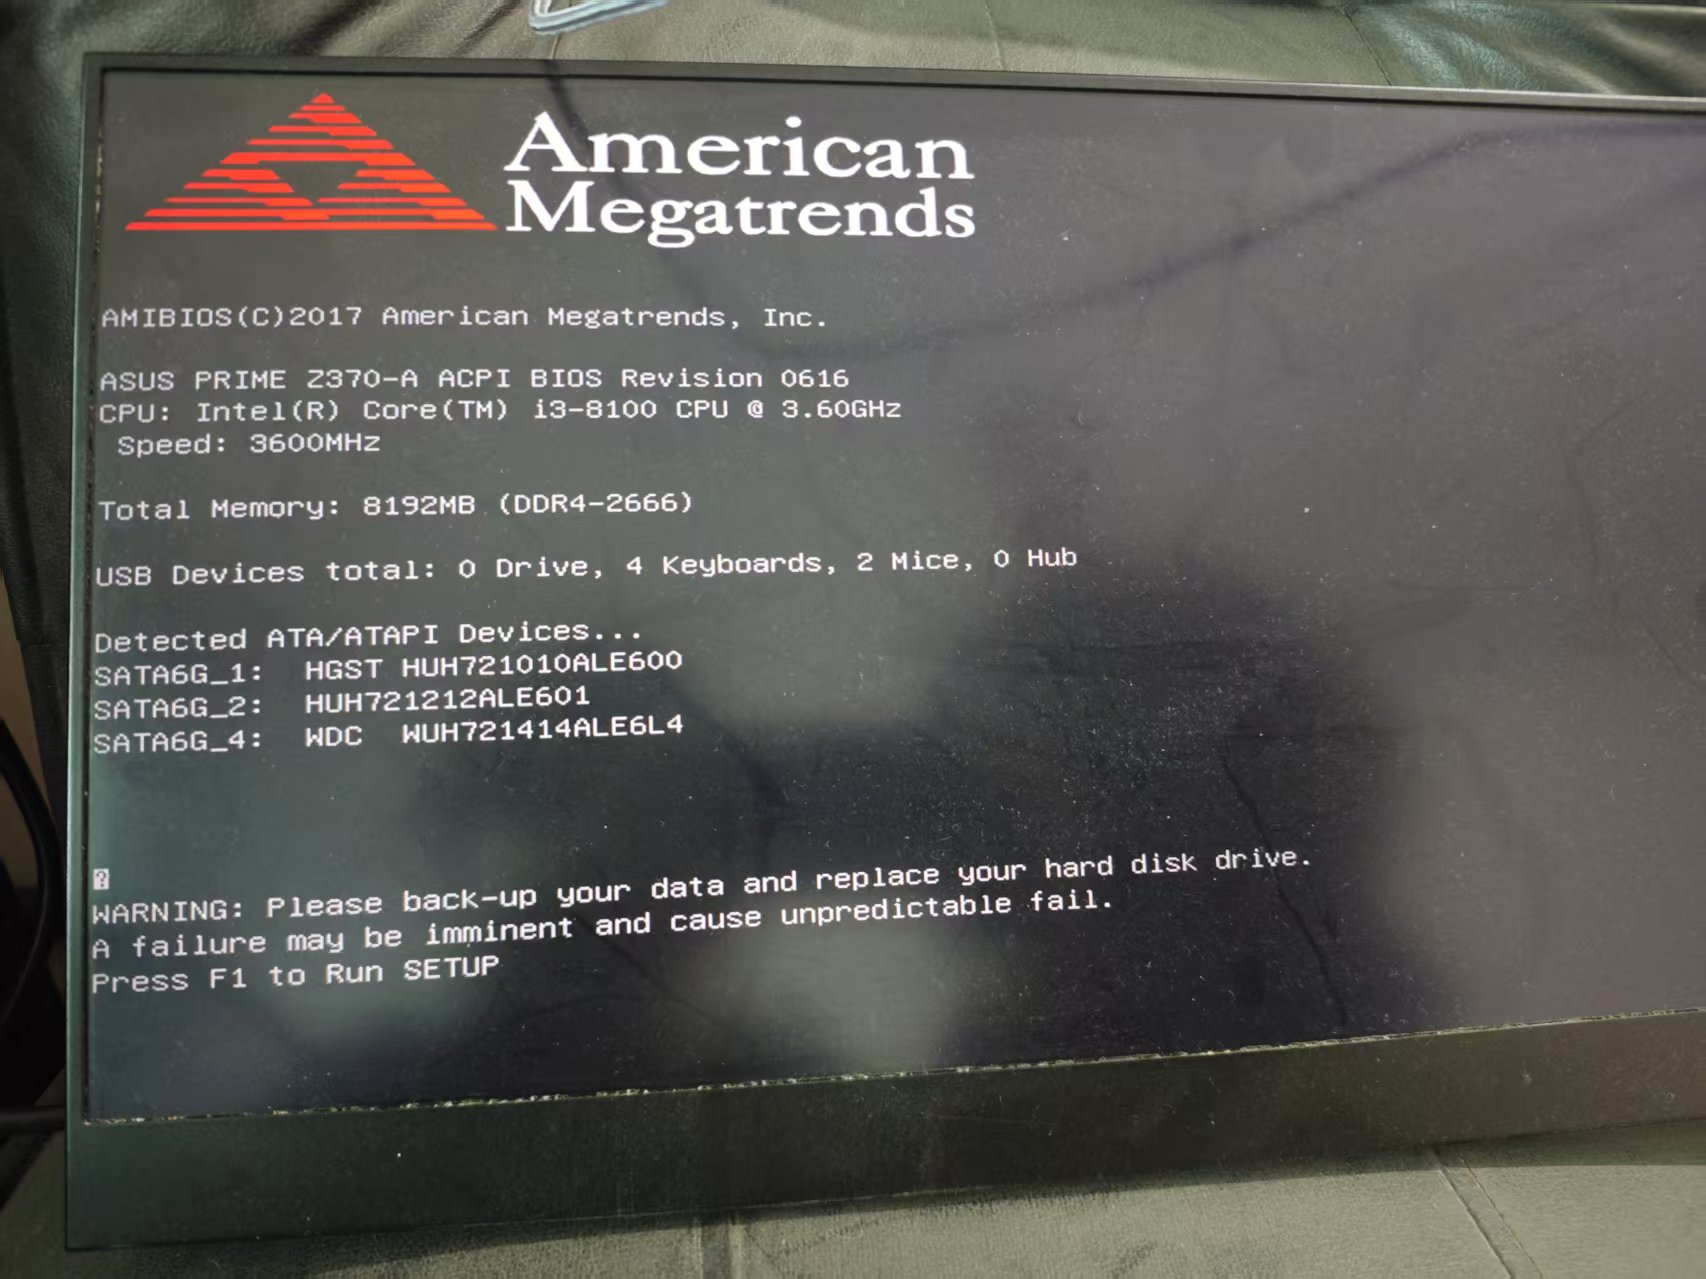 American
Megatrends
AMIBIOS(C)2017 American Megatrends, Inc.
ASUS PRIME Z370-A ACPI BIOS Revision 0616
CPU: Intel(R) Core(TM) i3-8100 CPU @ 3.60GHz
Speed: 3600MHz
Total Memory: 8192MB (DDR4-2666)
USB Devices total: 0 Drive, 4 Keyboards, 2 Mice, 0 Hub
Detected ATA/ATAPI Devices...
SATA6G_1: HGST HUH721010ALE600
SATA6G_2: HUH721212ALE601
SATA6G_4: WDC WUH721414ALE6L4
?
WARNING: Please back-up your data and replace your hard disk drive.
A failure may be imminent and cause unpredictable fail.
Press F1 to Run SETUP